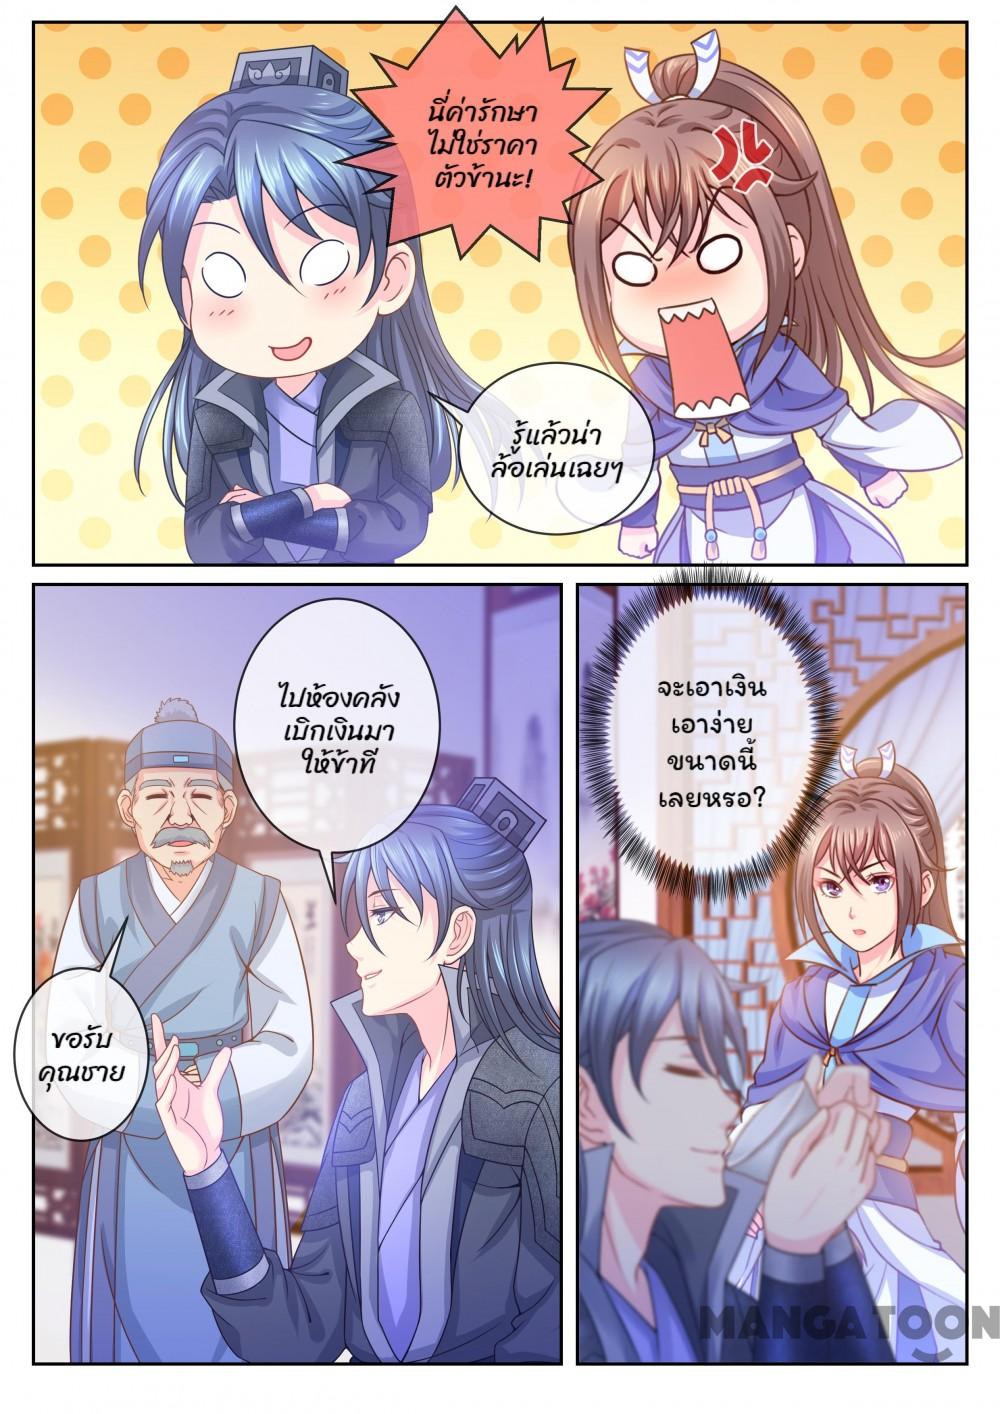 นี่ค่ารักษา
ไม่ใช่ราคา
ตัวข้านะ!
รู้แล้วน่า
ล้อเล่นเฉยๆ
ไปห้องคลัง
เบิกเงินมา
ให้ข้าที
ขอรับ
คุณชาย
จะเอาเงิน
เอาง่าย
ขนาดนี้
เลยหรอ?
MANGATOON